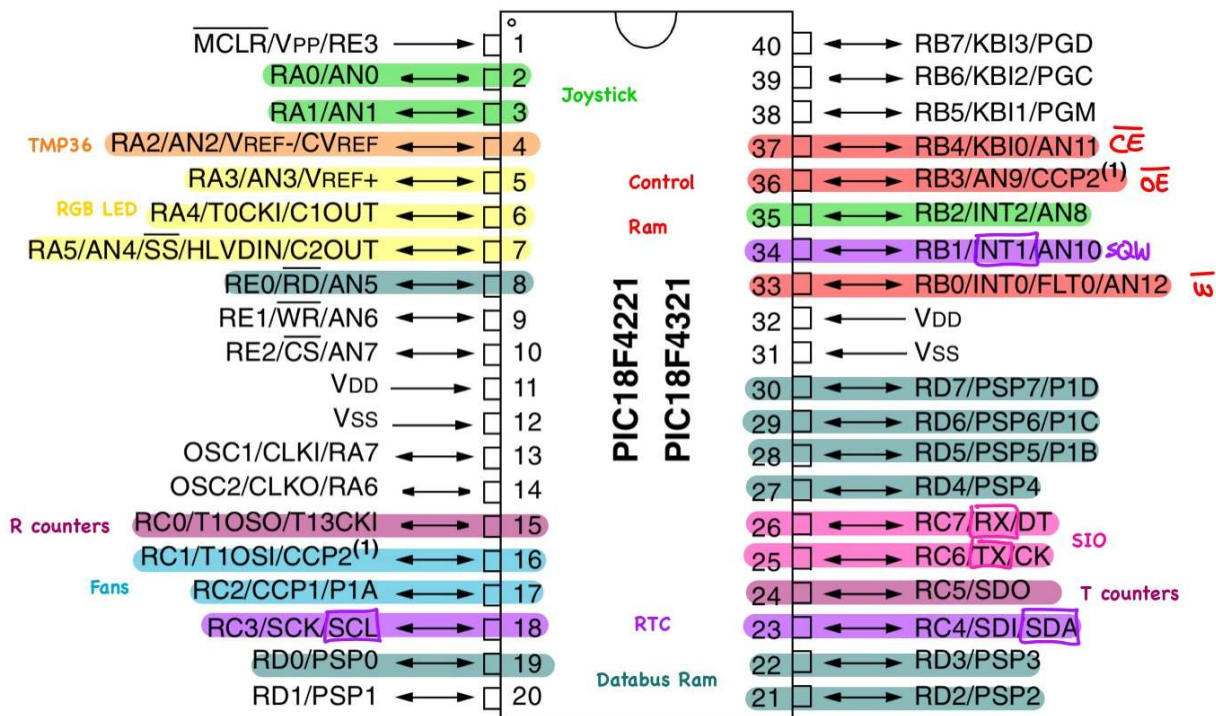 MCLR/VPP/RE3 1
RA0/AN0 2
RA1/AN1 3
Joystick
TMP36 RA2/AN2/VREF-/CVREF 4
RA3/AN3/VREF+ 5
Control
RGB LED RA4/T0CKI/C1OUT 6
Ram
RA5/AN4/SS/HLVDIN/C2OUT 7
RE0/RD/AN5 8
RE1/WR/AN6 9
RE2/CS/AN7 10
VDD 11
VSS 12
OSC1/CLKI/RA7 13
OSC2/CLKO/RA6 14
R counters RC0/T1OSO/T13CKI 15
RC1/T1OSI/CCP2(1) 16
Fans RC2/CCP1/P1A 17
RC3/SCK/SCL 18
RTC
RD0/PSP0 19
Databus Ram
RD1/PSP1 20
PIC18F4221
PIC18F4321
40 RB7/KBI3/PGD
39 RB6/KBI2/PGC
38 RB5/KBI1/PGM
37 RB4/KBI0/AN11 CE
36 RB3/AN9/CCP2(1) OE
35 RB2/INT2/AN8
34 RB1/INT1/AN10 SQW
33 RB0/INT0/FLT0/AN12 W
32 VDD
31 VSS
30 RD7/PSP7/P1D
29 RD6/PSP6/P1C
28 RD5/PSP5/P1B
27 RD4/PSP4
26 RC7/RX/DT
SIO
25 RC6/TX/CK
24 RC5/SDO T counters
23 RC4/SDI/SDA
22 RD3/PSP3
21 RD2/PSP2